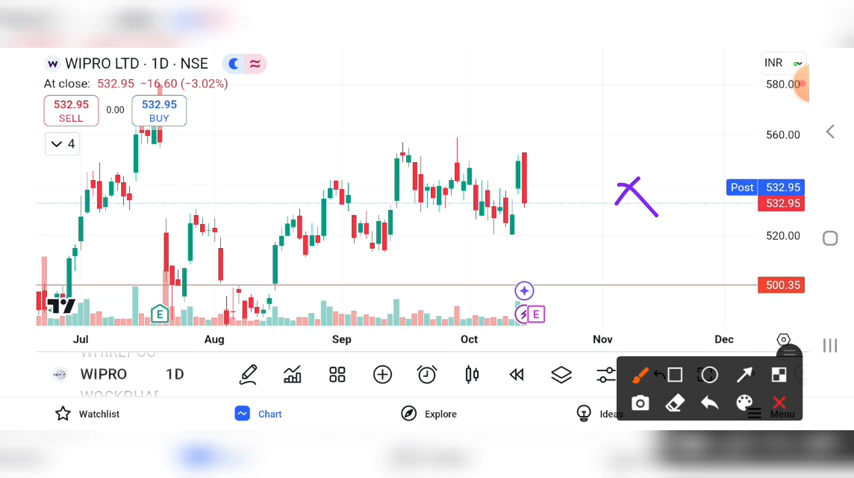 W WIPRO LTD · 1D · NSE
INR
At close: 532.95 −16.60 (−3.02%)
580.00
532.95
SELL
0.00
532.95
BUY
4
560.00
Post 532.95
532.95
520.00
500.35
E
E
Jul Aug Sep Oct Nov Dec
WIPRO 1D
Watchlist Chart Explore Ideas Menu